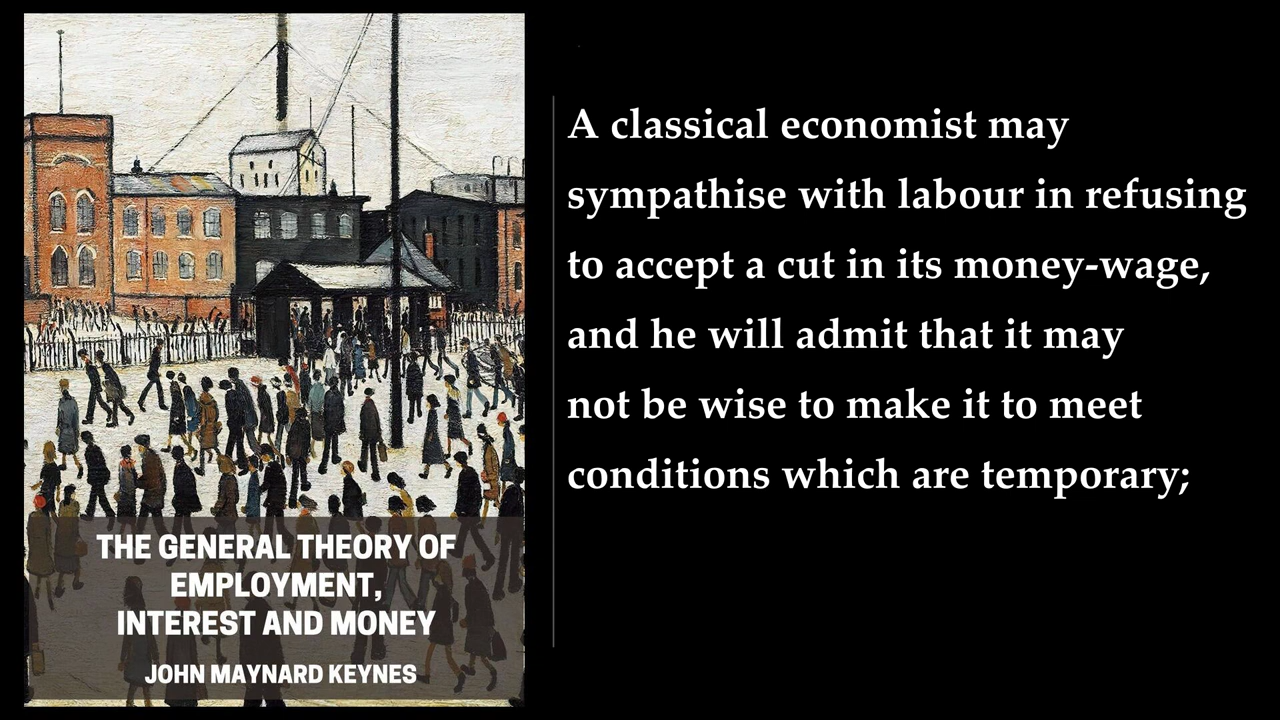 THE GENERAL THEORY OF
EMPLOYMENT,
INTEREST AND MONEY
JOHN MAYNARD KEYNES
A classical economist may
sympathise with labour in refusing
to accept a cut in its money-wage,
and he will admit that it may
not be wise to make it to meet
conditions which are temporary;